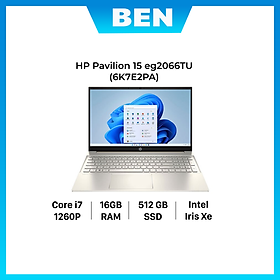 BEN
HP Pavilion 15 eg2066TU
(6K7E2PA)
Core i7 16GB 512 GB Intel
1260P RAM SSD Iris Xe